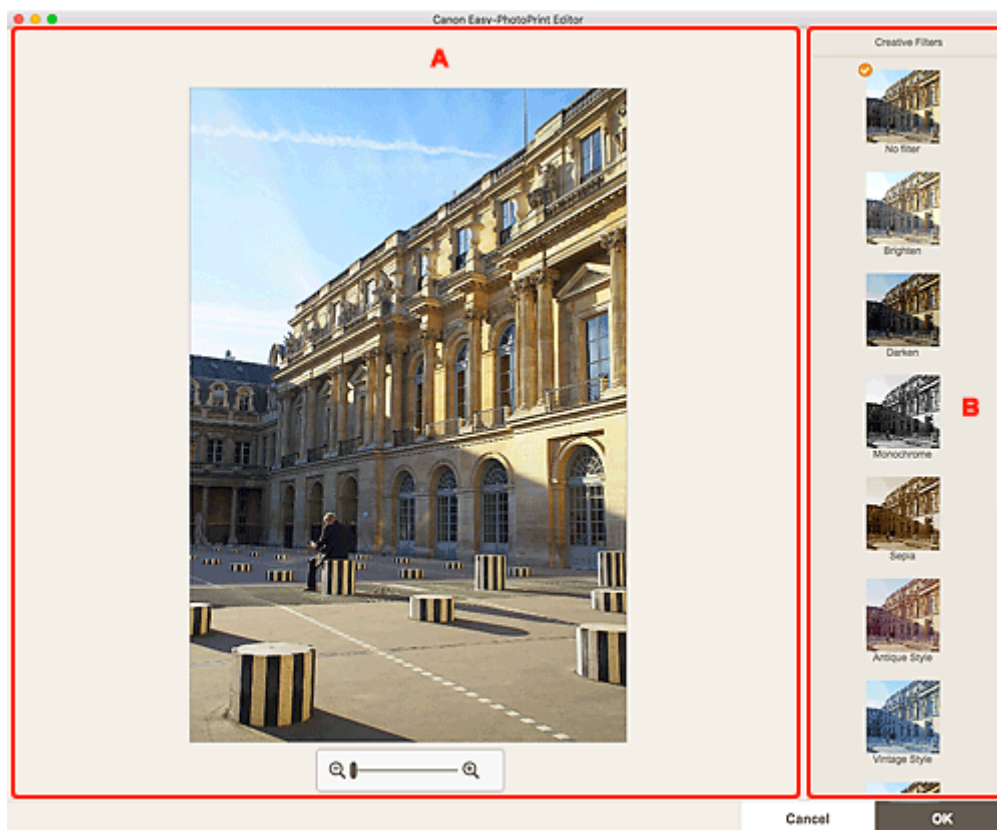 Canon Easy-PhotoPrint Editor
A
Creative Filters
No filter
Brighten
Darken
Monochrome
B
Sepia
Antique Style
Vintage Style
Cancel
OK